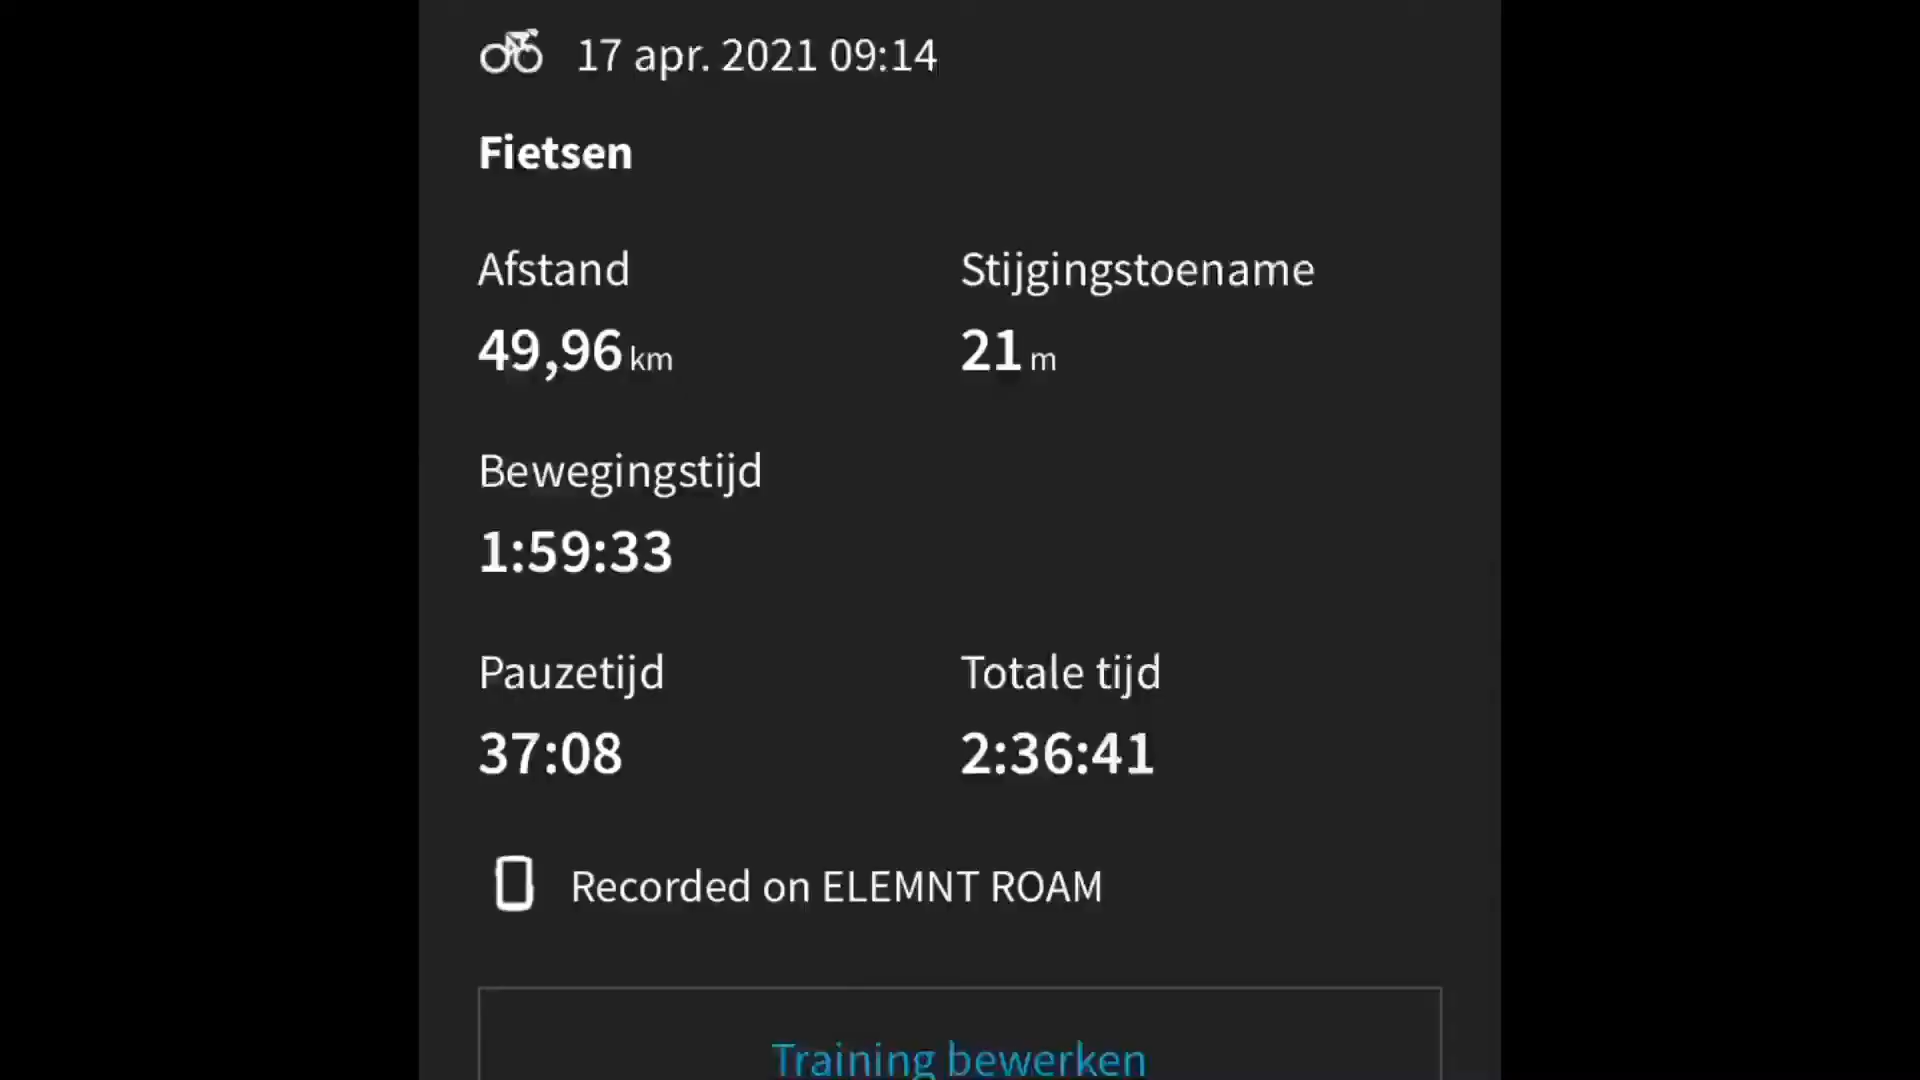 17 apr. 2021 09:14
Fietsen
Afstand Stijgingstoename
49,96 km 21 m
Bewegingstijd
1:59:33
Pauzetijd Totale tijd
37:08 2:36:41
Recorded on ELEMNT ROAM
Training bewerken